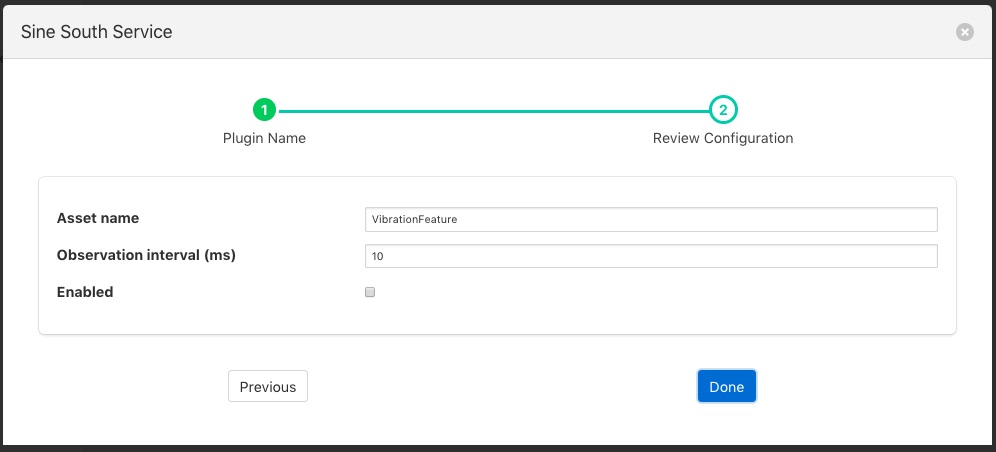 Sine South Service
1
2
Plugin Name
Review Configuration
Asset name
VibrationFeature
Observation interval (ms)
10
Enabled
Previous
Done